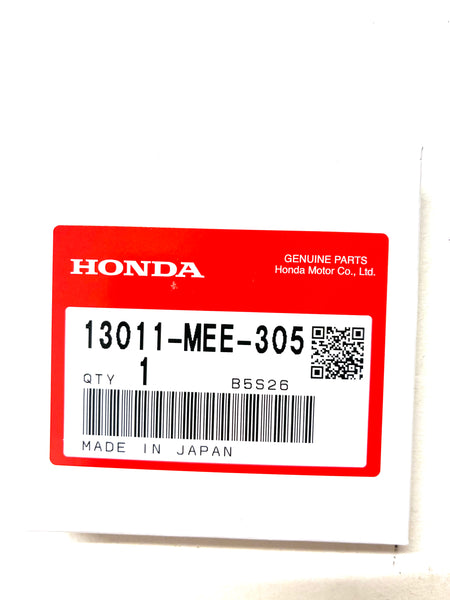 HONDA
GENUINE PARTS
Honda Motor Co., Ltd.
13011-MEE-305
QTY 1 B5S26
MADE IN JAPAN